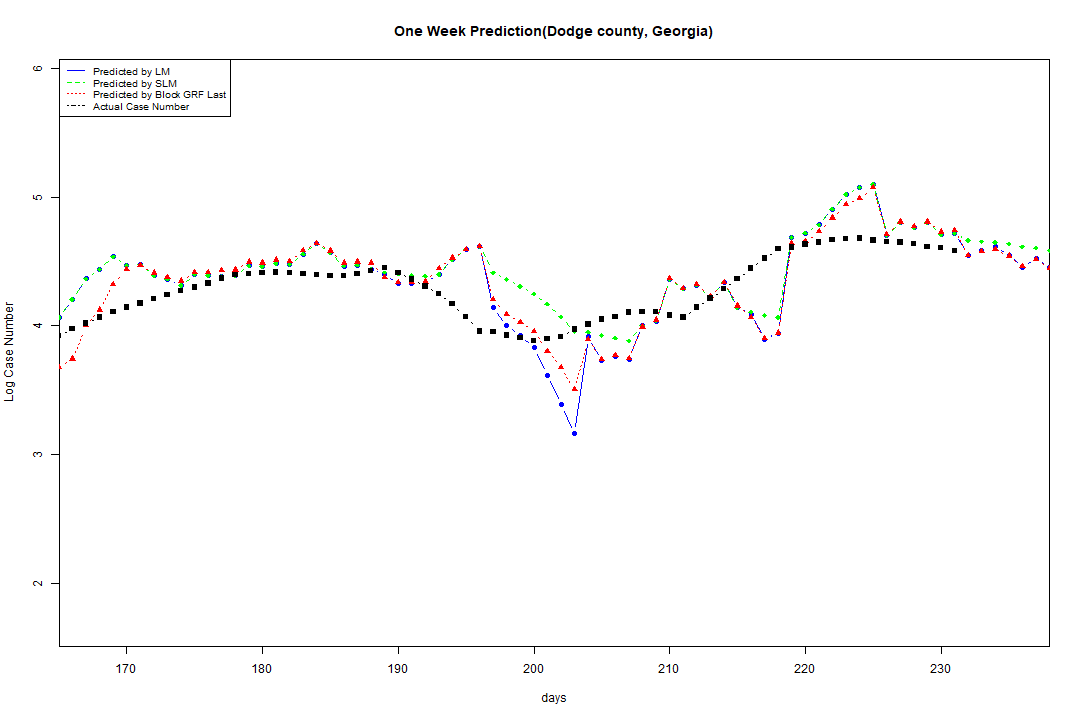 One Week Prediction(Dodge county, Georgia)
Predicted by LM
Predicted by SLM
Predicted by Block GRF Last
Actual Case Number
6
5
4
3
2
Log Case Number
170 180 190 200 210 220 230
days